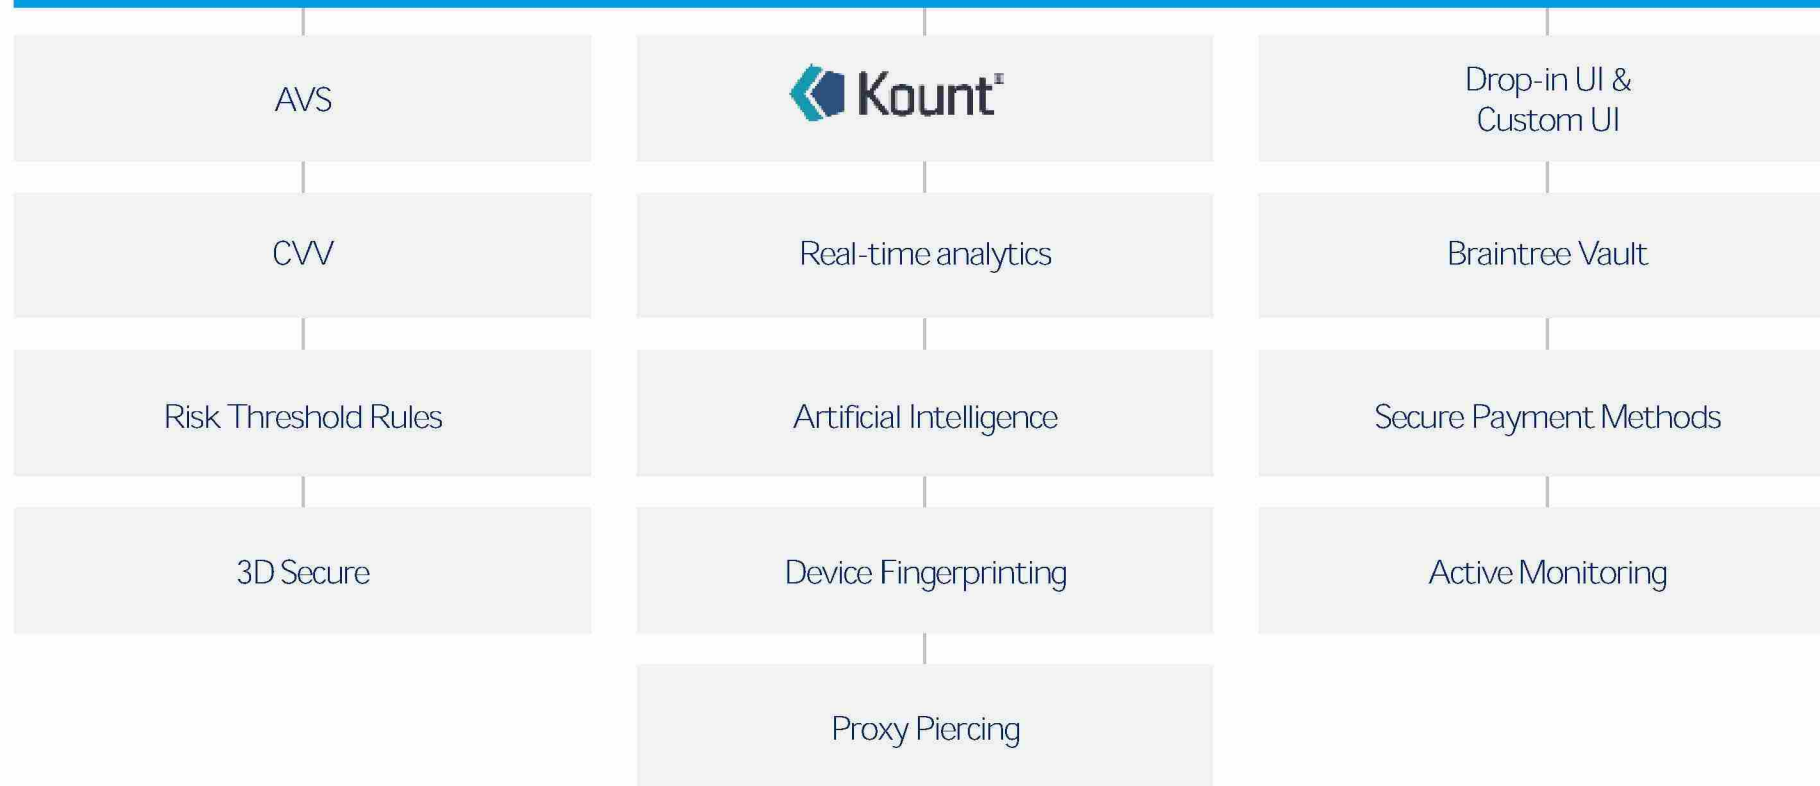 AVS
Kount
Drop-in UI &
Custom UI
CVV
Real-time analytics
Braintree Vault
Risk Threshold Rules
Artificial Intelligence
Secure Payment Methods
3D Secure
Device Fingerprinting
Active Monitoring
Proxy Piercing